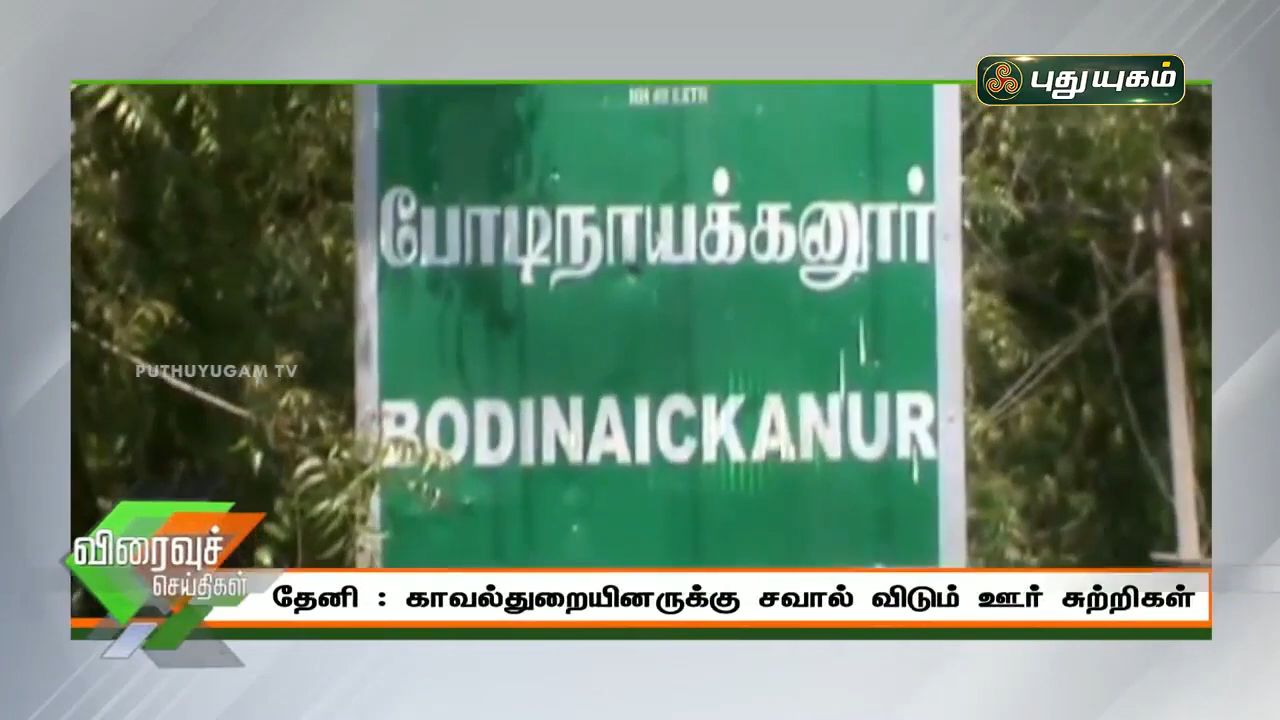 புதுயுகம்
போடிநாயக்கனூர்
PUTHUYUGAM TV
BODINAICKANUR
விரைவுச்
செய்திகள்
தேனி : காவல்துறையினருக்கு சவால் விடும் ஊர் சுற்றிகள்